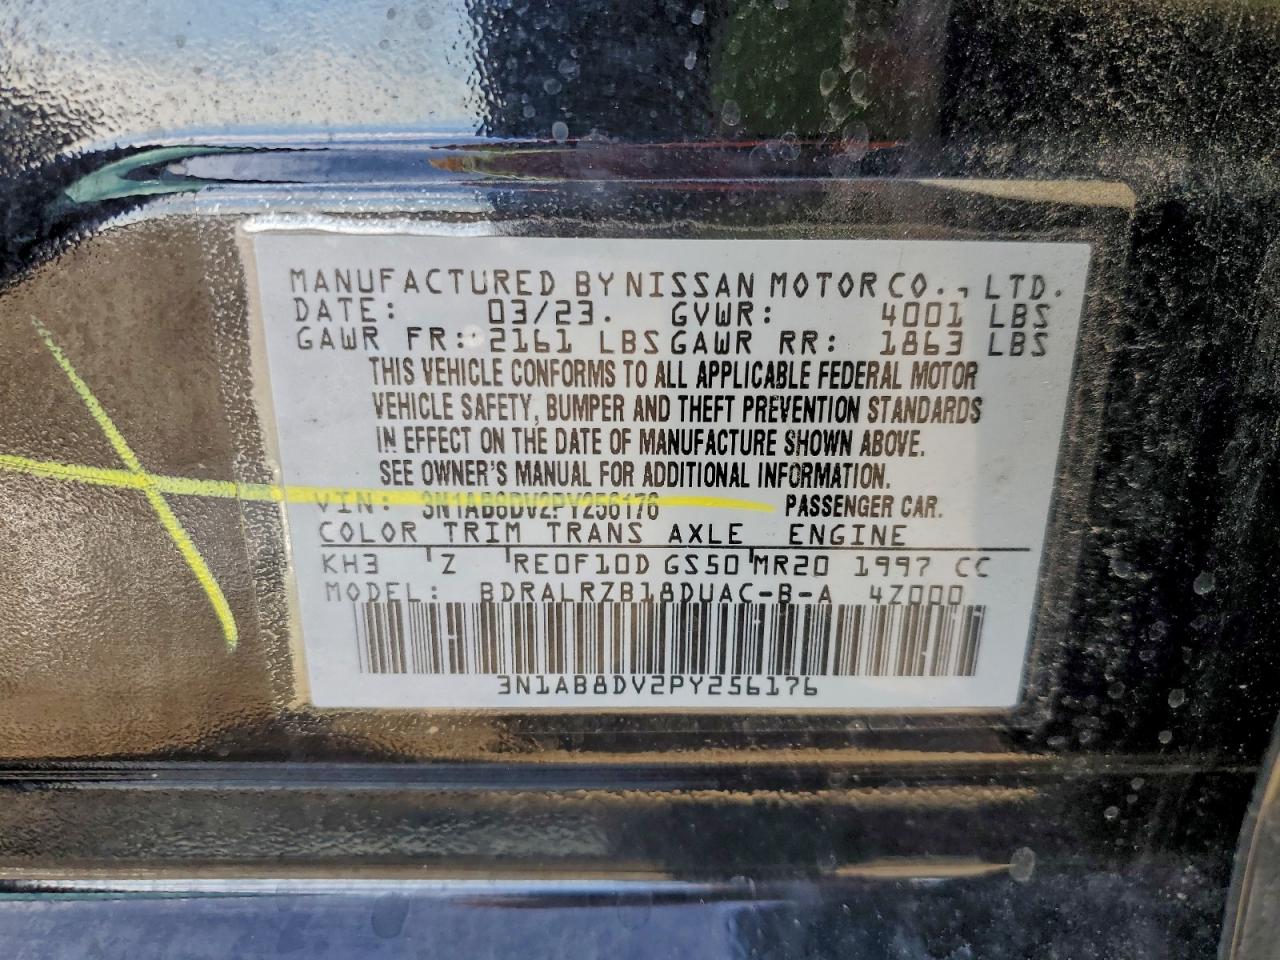 MANUFACTURED BY NISSAN MOTOR CO., LTD.
DATE: 03/23. GVWR: 4001 LBS
GAWR FR: 2161 LBS GAWR RR: 1863 LBS
THIS VEHICLE CONFORMS TO ALL APPLICABLE FEDERAL MOTOR
VEHICLE SAFETY, BUMPER AND THEFT PREVENTION STANDARDS
IN EFFECT ON THE DATE OF MANUFACTURE SHOWN ABOVE.
SEE OWNER'S MANUAL FOR ADDITIONAL INFORMATION.
VIN: 3N1AB8DV2PY256176 PASSENGER CAR.
COLOR TRIM TRANS AXLE ENGINE
KH3 Z RE0F10D GS50 MR20 1997 CC
MODEL: BDRALRZB18DUAC-B-A 4Z000
3N1AB8DV2PY256176